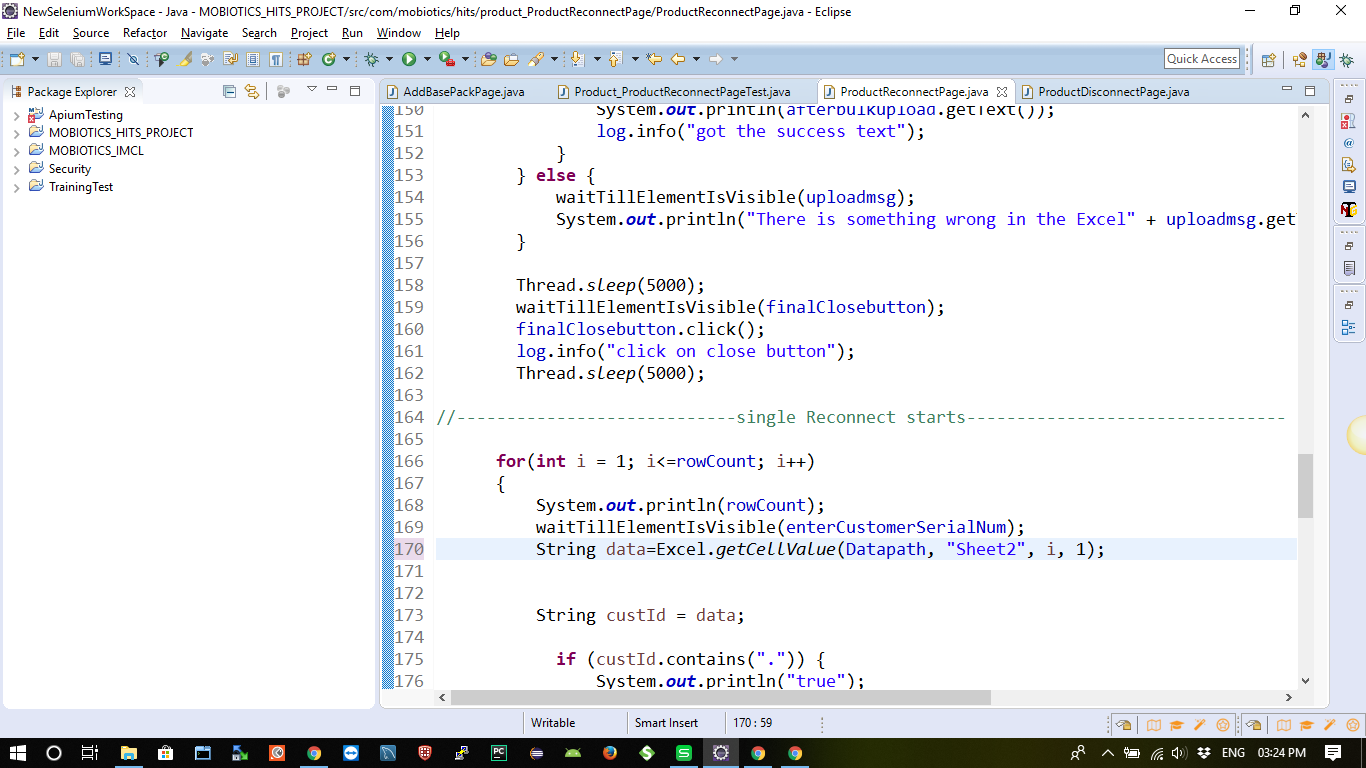 NewSeleniumWorkSpace - Java - MOBIOTICS_HITS_PROJECT/src/com/mobiotics/hits/product_ProductReconnectPage/ProductReconnectPage.java - Eclipse
File Edit Source Refactor Navigate Search Project Run Window Help
Quick Access
Package Explorer
ApiumTesting
MOBIOTICS_HITS_PROJECT
MOBIOTICS_IMCL
Security
TrainingTest
AddBasePackPage.java Product_ProductReconnectPageTest.java ProductReconnectPage.java ProductDisconnectPage.java
150 System.out.println(afterbulkupload.getText());
151 log.info("got the success text");
152 }
153 } else {
154 waitTillElementIsVisible(uploadmsg);
155 System.out.println("There is something wrong in the Excel" + uploadmsg.get
156 }
157
158 Thread.sleep(5000);
159 waitTillElementIsVisible(finalClosebutton);
160 finalClosebutton.click();
161 log.info("click on close button");
162 Thread.sleep(5000);
163
164 //----------------------------single Reconnect starts--------------------------------
165
166 for(int i = 1; i<=rowCount; i++)
167 {
168 System.out.println(rowCount);
169 waitTillElementIsVisible(enterCustomerSerialNum);
170 String data=Excel.getCellValue(Datapath, "Sheet2", i, 1);
171
172
173 String custId = data;
174
175 if (custId.contains(".")) {
176 System.out.println("true");
Writable Smart Insert 170 : 59
ENG 03:24 PM